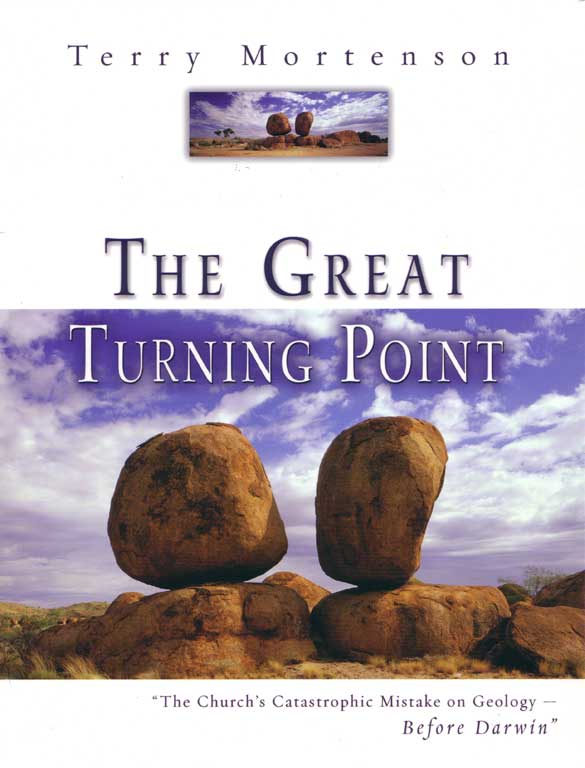 Terry Mortenson
THE GREAT
TURNING POINT
"The Church's Catastrophic Mistake on Geology —
Before Darwin"